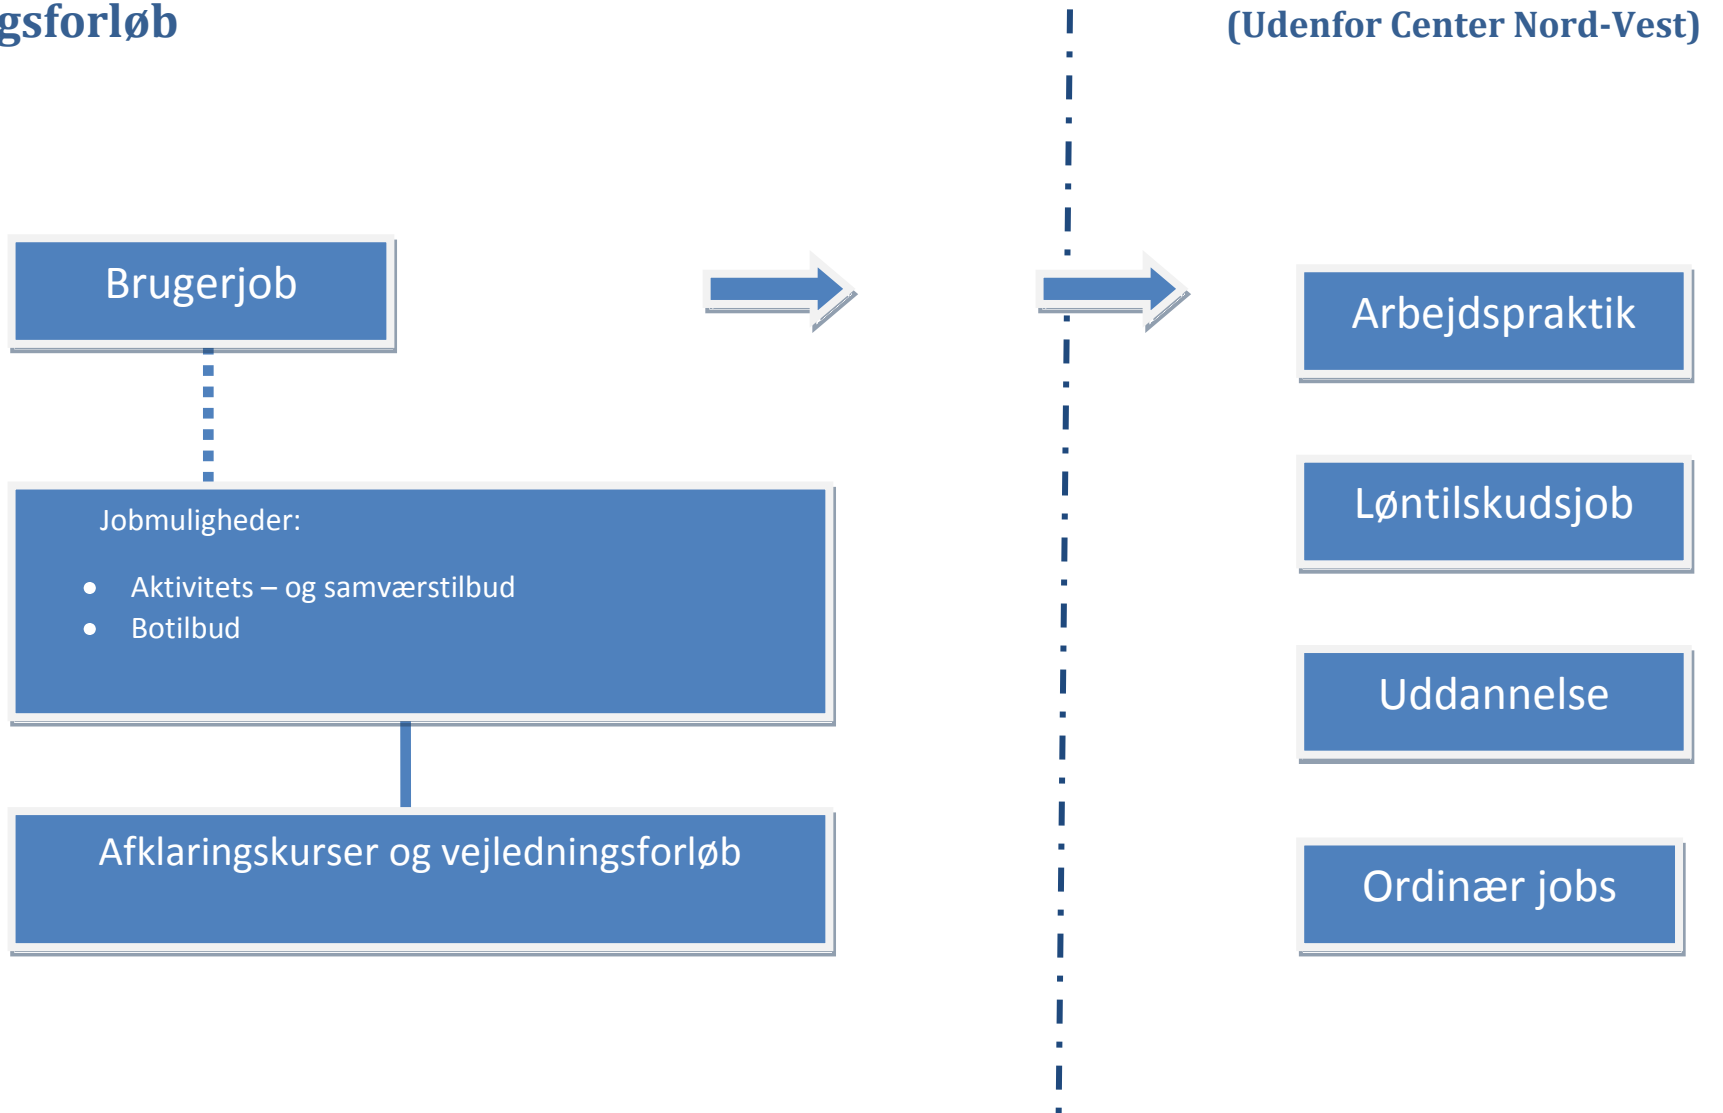 gsforløb
(Udenfor Center Nord-Vest)
Brugerjob
Jobmuligheder:
● Aktivitets – og samværstilbud
● Botilbud
Afklaringskurser og vejledningsforløb
Arbejdspraktik
Løntilskudsjob
Uddannelse
Ordinær jobs